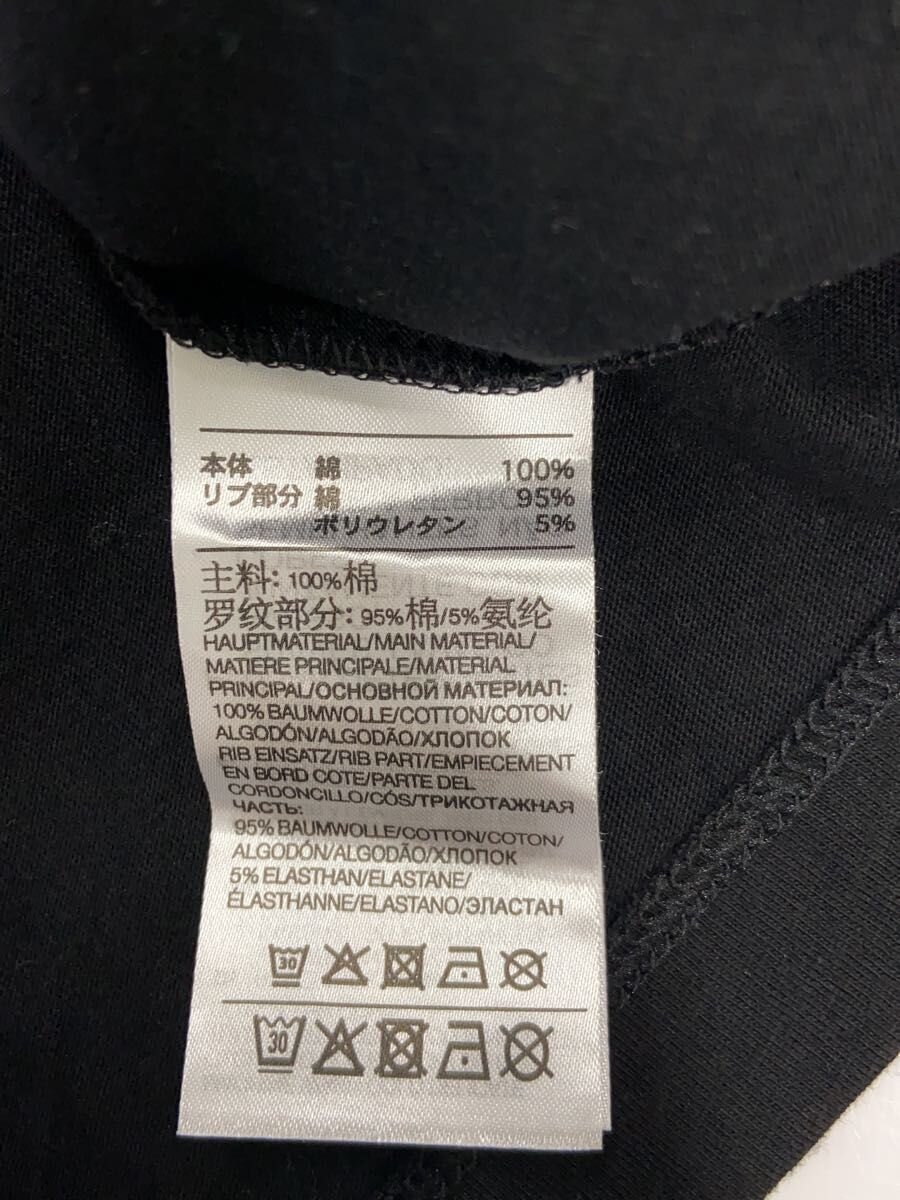 本体 綿 100%
リブ部分 綿 95%
ポリウレタン 5%
主料: 100%棉
罗纹部分: 95%棉/5%氨纶
HAUPTMATERIAL/MAIN MATERIAL/
MATIERE PRINCIPALE/MATERIAL
PRINCIPAL/ОСНОВНОЙ МАТЕРИАЛ:
100% BAUMWOLLE/COTTON/COTON/
ALGODÓN/ALGODÃO/ХЛОПОК
RIB EINSATZ/RIB PART/EMPIECEMENT
EN BORD COTE/PARTE DEL
CORDONCILLO/CÓS/ТРИКОТАЖНАЯ
ЧАСТЬ:
95% BAUMWOLLE/COTTON/COTON/
ALGODÓN/ALGODÃO/ХЛОПОК
5% ELASTHAN/ELASTANE/
ELASTHANNE/ELASTANO/ЭЛАСТАН
30
30